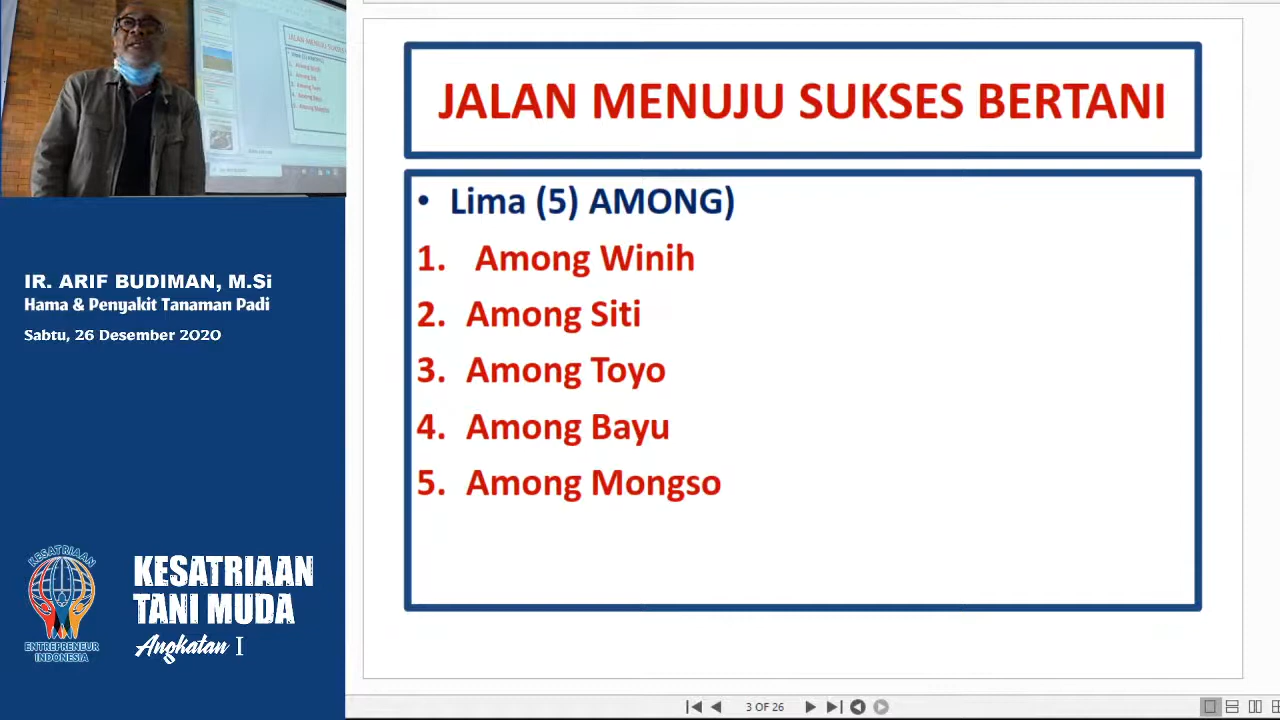 JALAN MENUJU SUKSES BERTANI
• Lima (5) AMONG)
1. Among Winih
2. Among Siti
3. Among Toyo
4. Among Bayu
5. Among Mongso
IR. ARIF BUDIMAN, M.Si
Hama & Penyakit Tanaman Padi
Sabtu, 26 Desember 2020
KESATRIAAN
ENTREPRENEUR
INDONESIA
KESATRIAAN
TANI MUDA
Angkatan I
3 OF 26